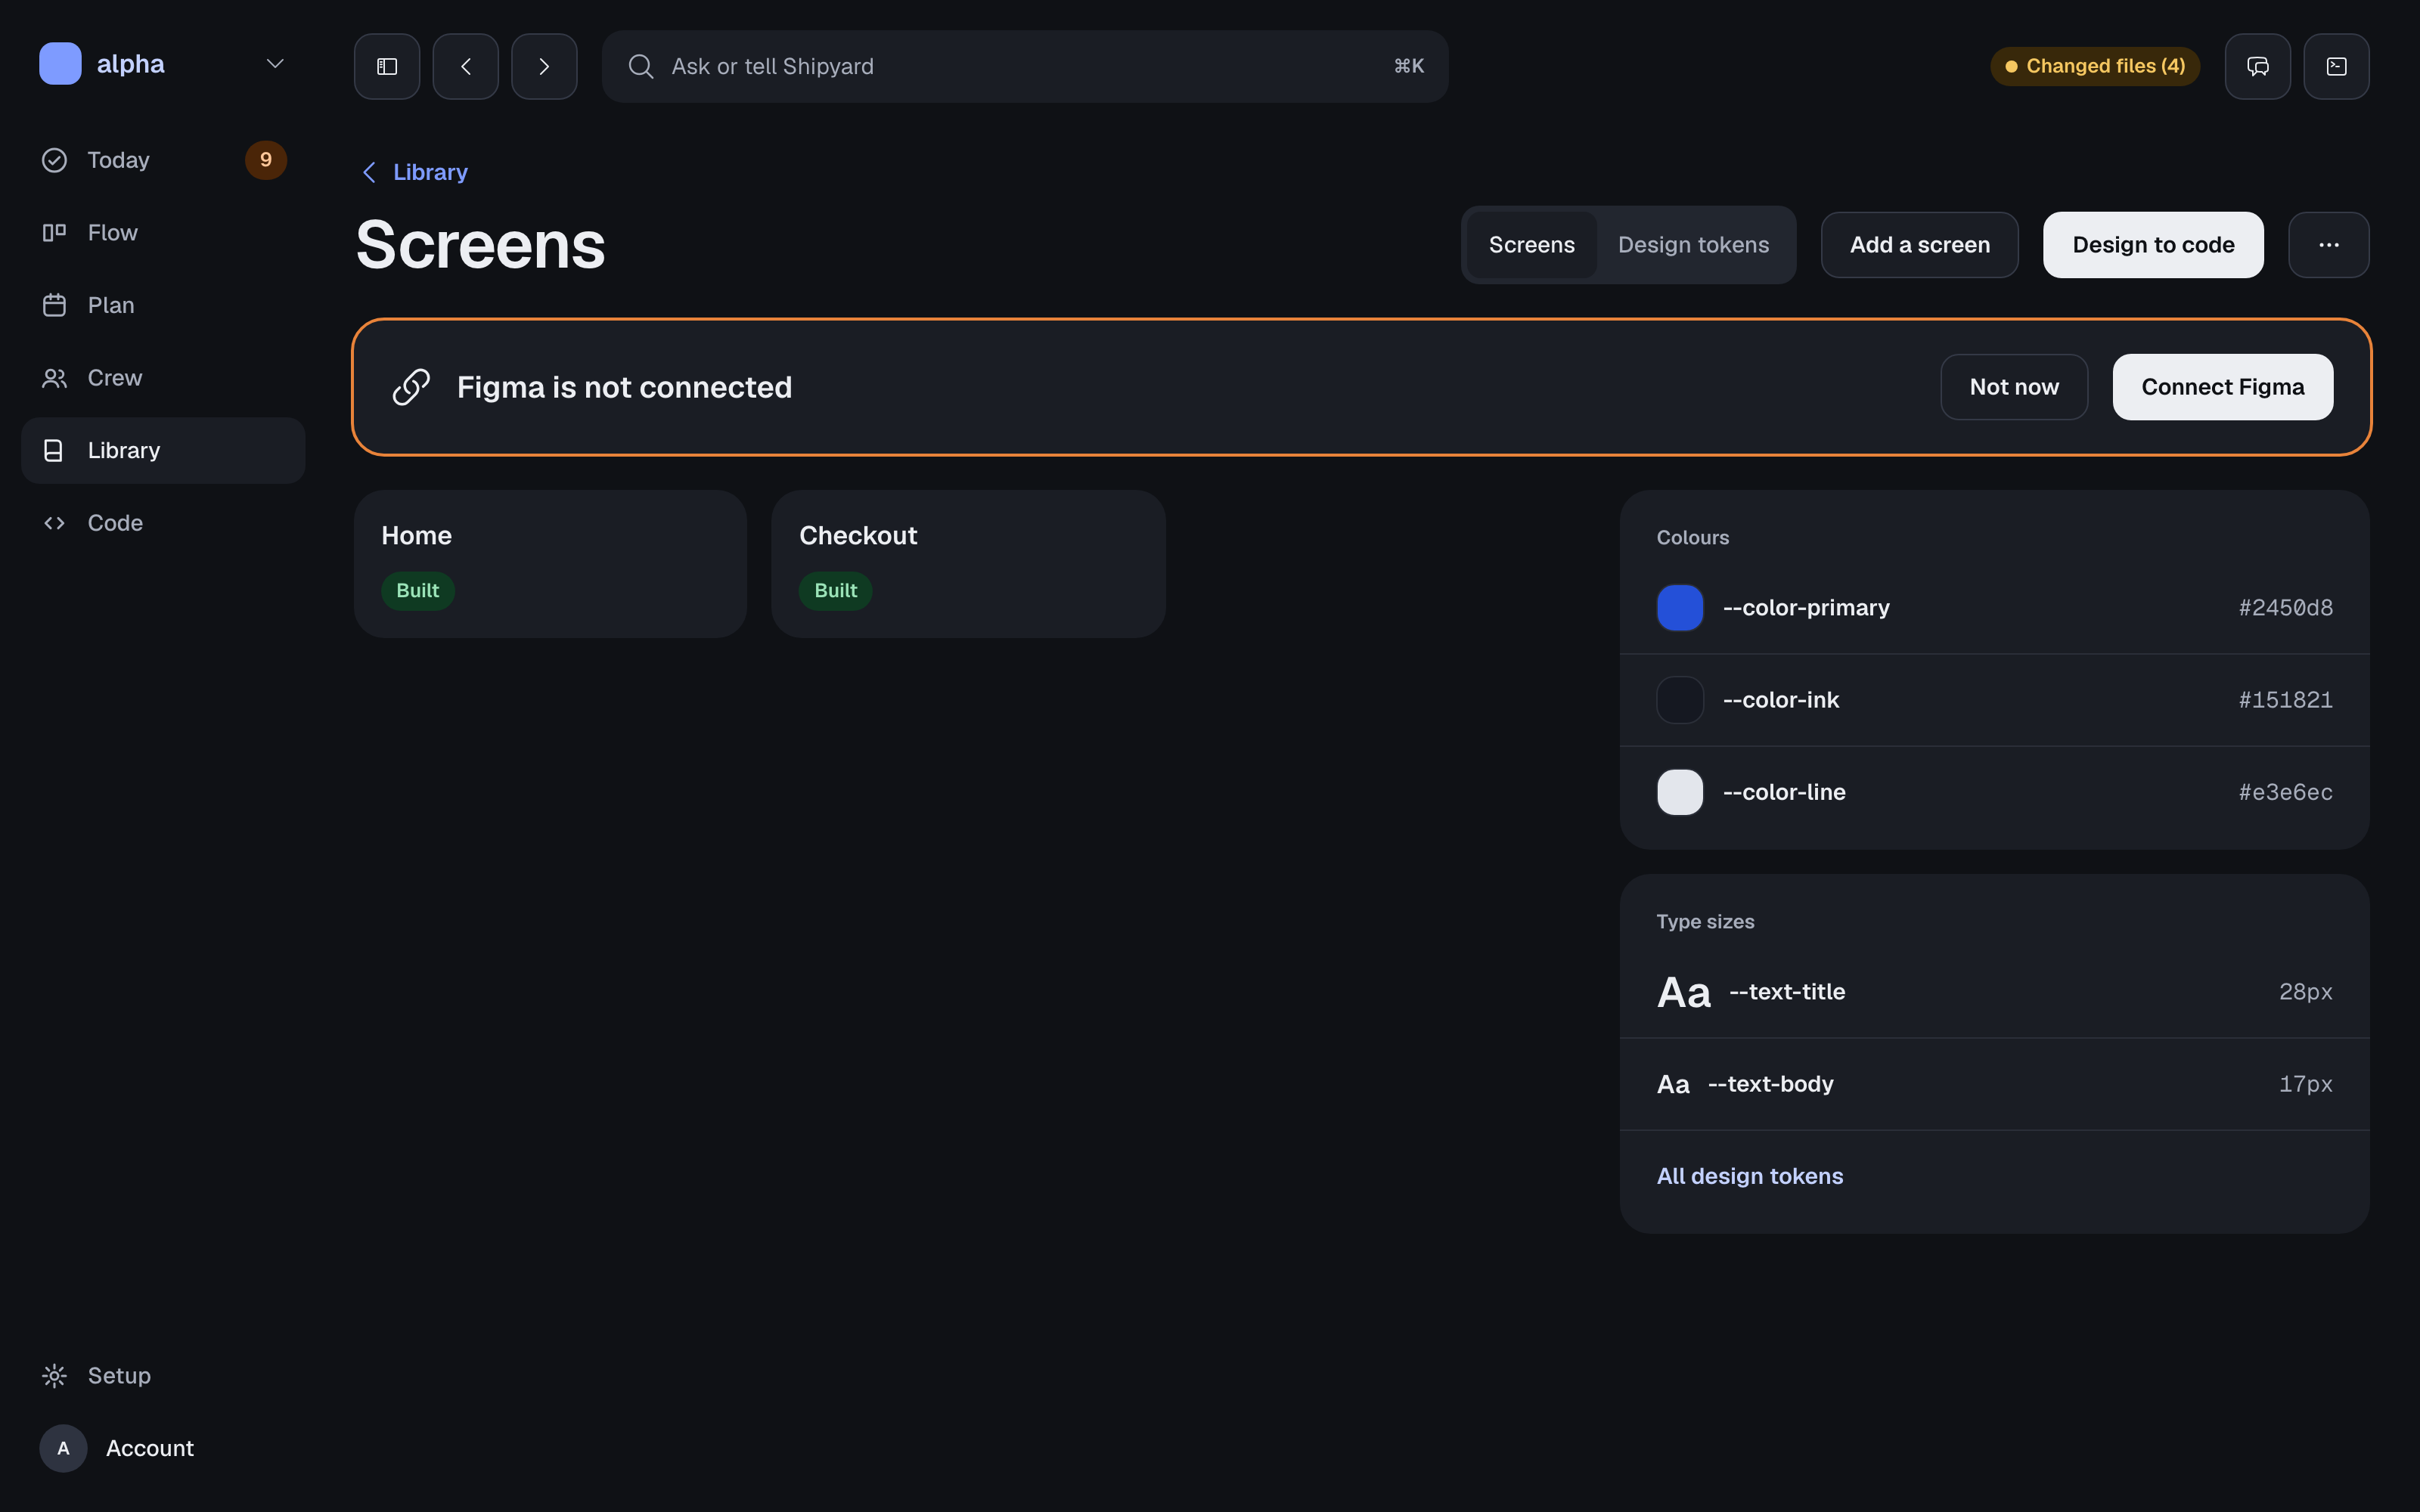 alpha
Ask or tell Shipyard
⌘K
Changed files (4)
Today
9
Flow
Plan
Crew
Library
Code
Setup
A
Account
Library
Screens
Screens
Design tokens
Add a screen
Design to code
Figma is not connected
Not now
Connect Figma
Home
Built
Checkout
Built
Colours
--color-primary
#2450d8
--color-ink
#151821
--color-line
#e3e6ec
Type sizes
Aa
--text-title
28px
Aa
--text-body
17px
All design tokens